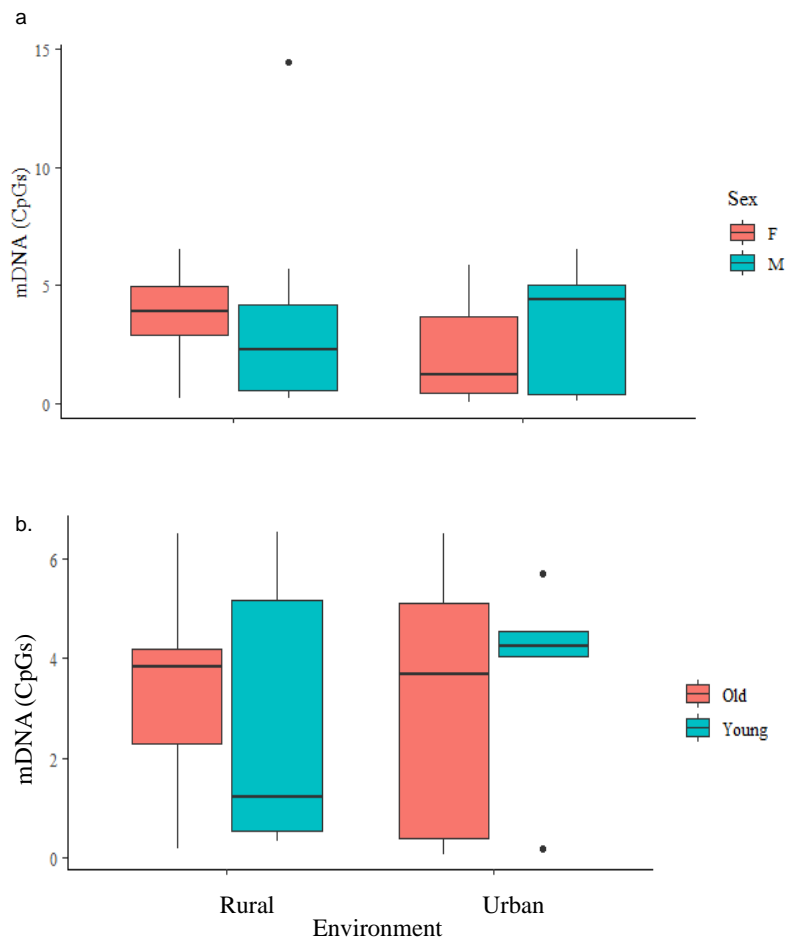 a
15
10
5
0
mDNA (CpGs)
Sex
F
M
b.
6
4
2
0
mDNA (CpGs)
Old
Young
Rural Urban
Environment